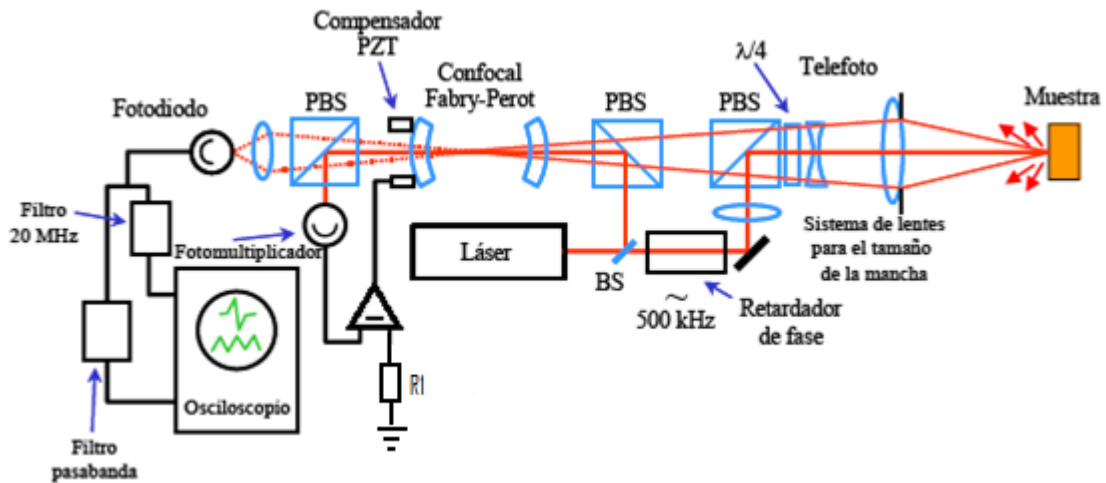 Compensador
PZT
Confocal
Fabry-Perot
Fotodiodo
PBS
PBS
PBS
λ/4
Telefoto
Muestra
Filtro
20 MHz
Fotomultiplicador
Láser
BS
~
500 kHz
Retardador
de fase
Sistema de lentes
para el tamaño
de la mancha
R1
Osciloscopio
Filtro
pasabanda